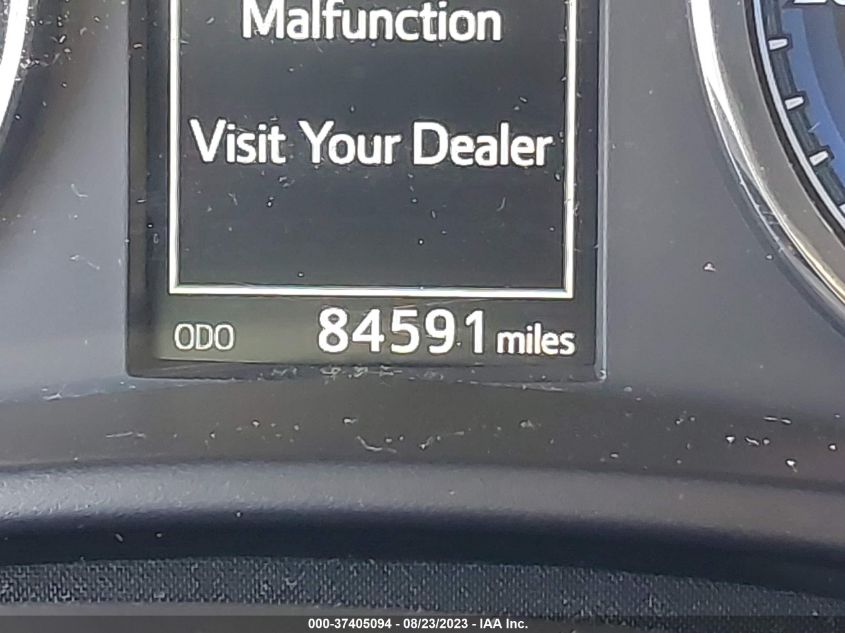 Malfunction
Visit Your Dealer
ODO 84591 miles
000-37405094 - 08/23/2023 - IAA Inc.